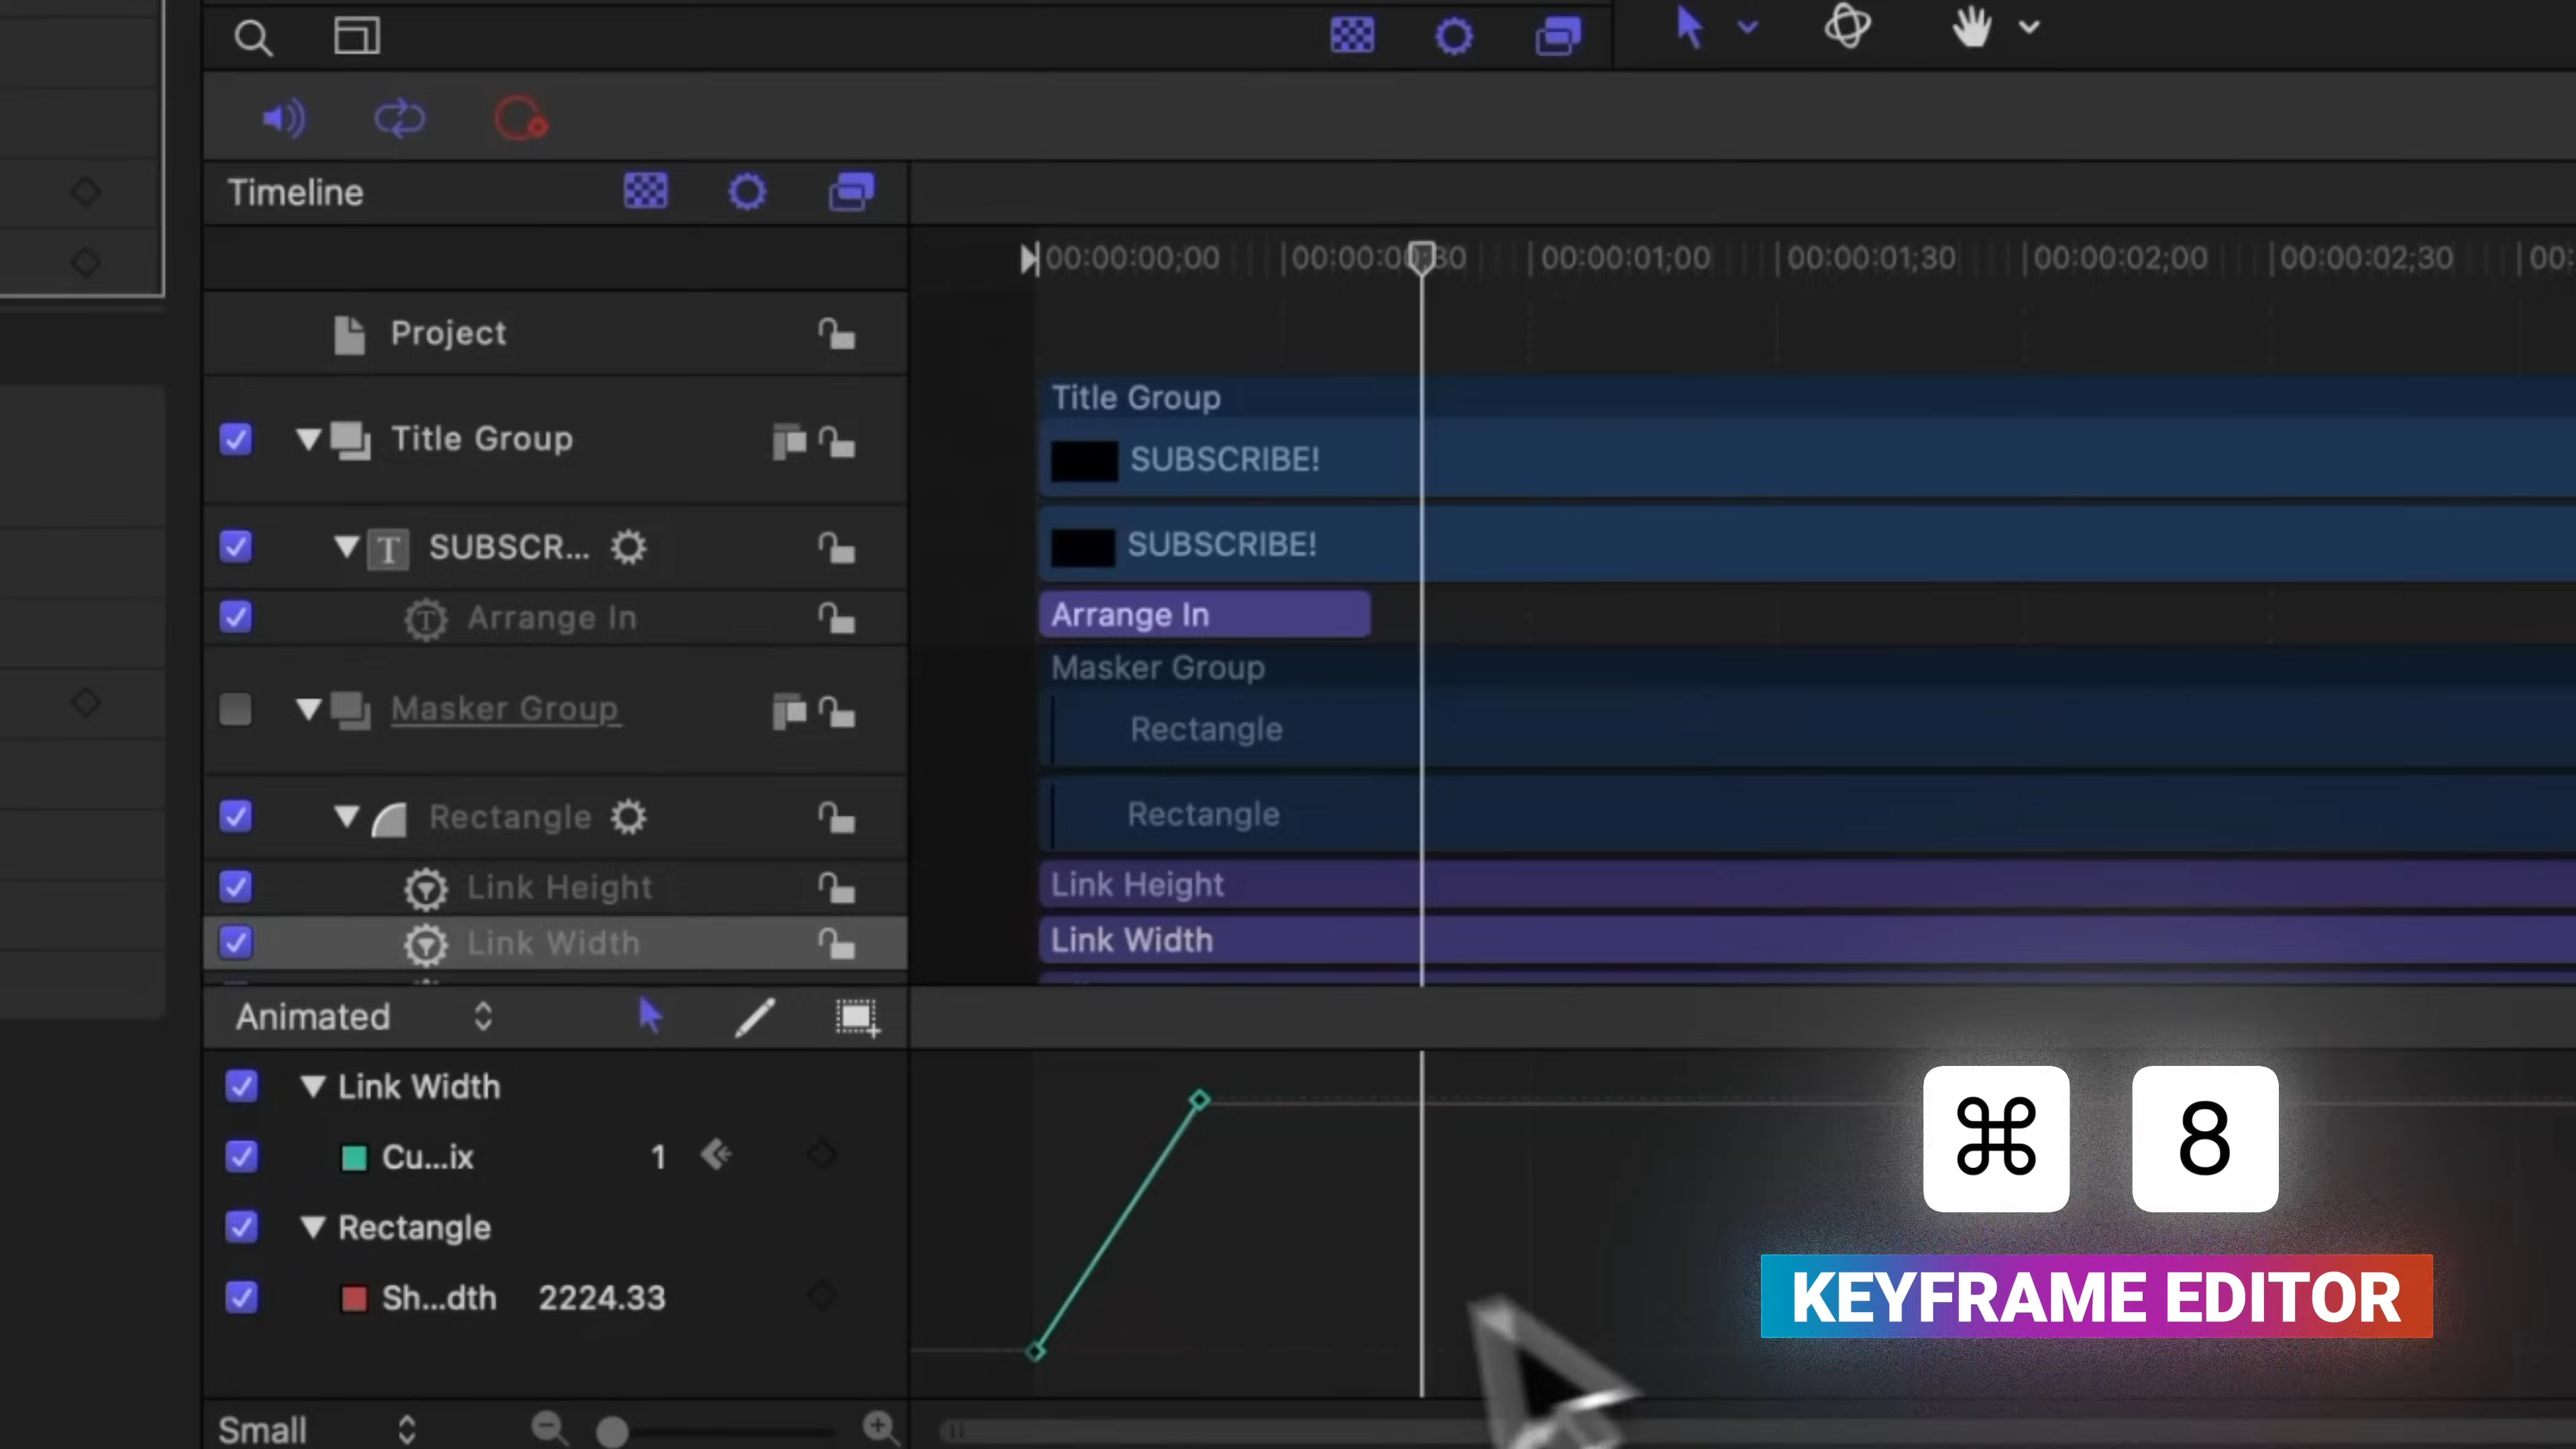 Timeline
00:00:00;00 00:00:00;30 00:00:01;00 00:00:01;30 00:00:02;00 00:00:02;30 00:
Project
Title Group
Title Group
SUBSCRIBE!
SUBSCR...
SUBSCRIBE!
Arrange In
Arrange In
Masker Group
Masker Group
Rectangle
Rectangle
Rectangle
Link Height
Link Height
Link Width
Link Width
Animated
Link Width
Cu...ix 1
Rectangle
Sh...dth 2224.33
Small
⌘ 8
KEYFRAME EDITOR